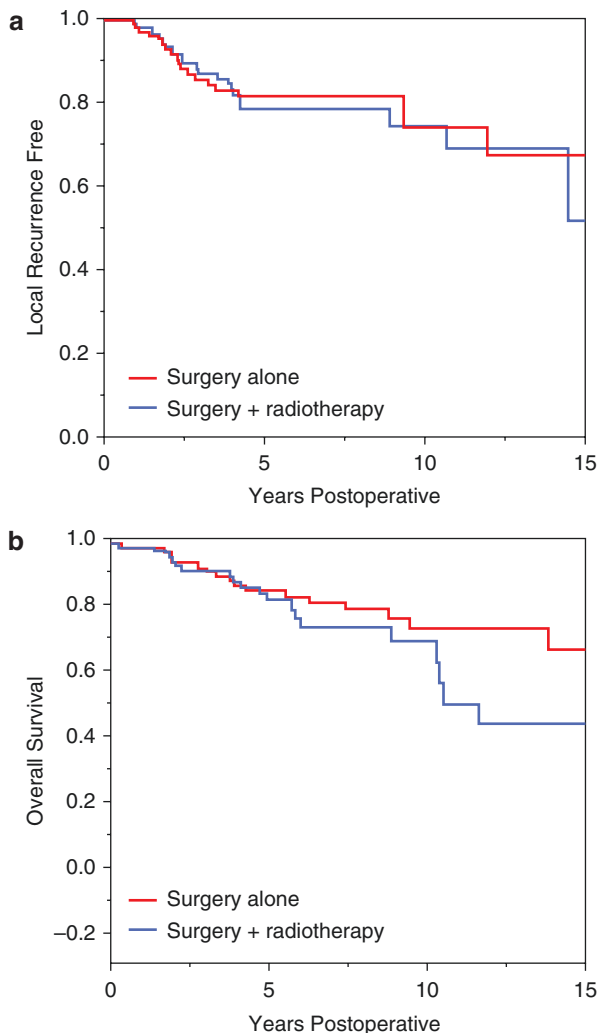 a
1.0
0.8
0.6
0.4
0.2
0.0
Local Recurrence Free
Surgery alone
Surgery + radiotherapy
0 5 10 15
Years Postoperative
b
1.0
0.8
0.6
0.4
0.2
0.0
–0.2
Overall Survival
Surgery alone
Surgery + radiotherapy
0 5 10 15
Years Postoperative